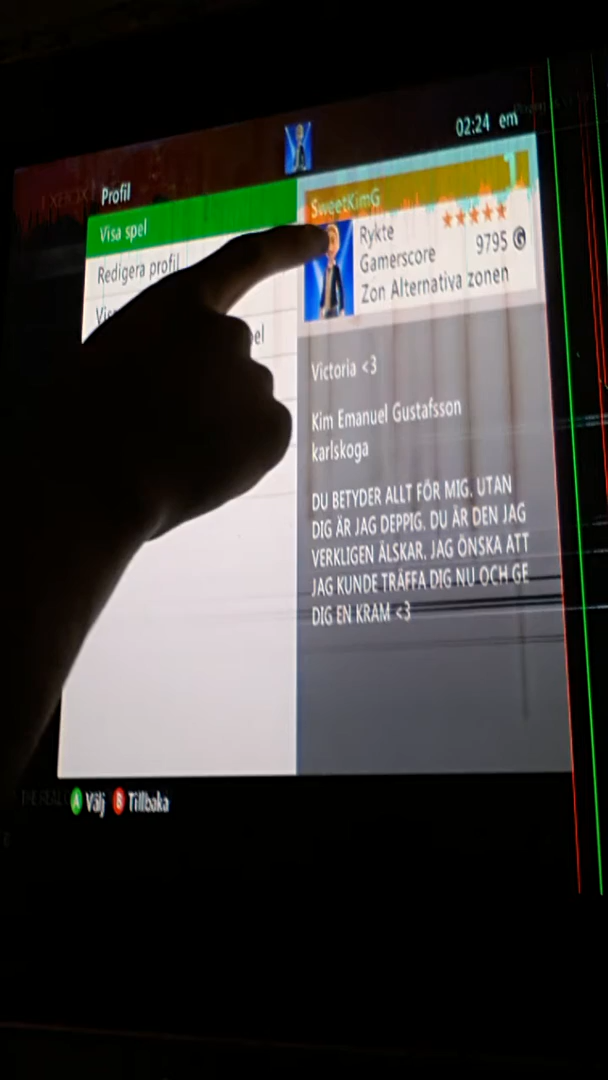 02:24 em
Profil
Visa spel
Redigera profil
SweetKimG
Rykte
Gamerscore 9795 G
Zon Alternativa zonen
Victoria <3
Kim Emanuel Gustafsson
karlskoga
DU BETYDER ALLT FÖR MIG. UTAN
DIG ÄR JAG DEPPIG. DU ÄR DEN JAG
VERKLIGEN ÄLSKAR. JAG ÖNSKA ATT
JAG KUNDE TRÄFFA DIG NU OCH GE
DIG EN KRAM <3
A Välj B Tillbaka